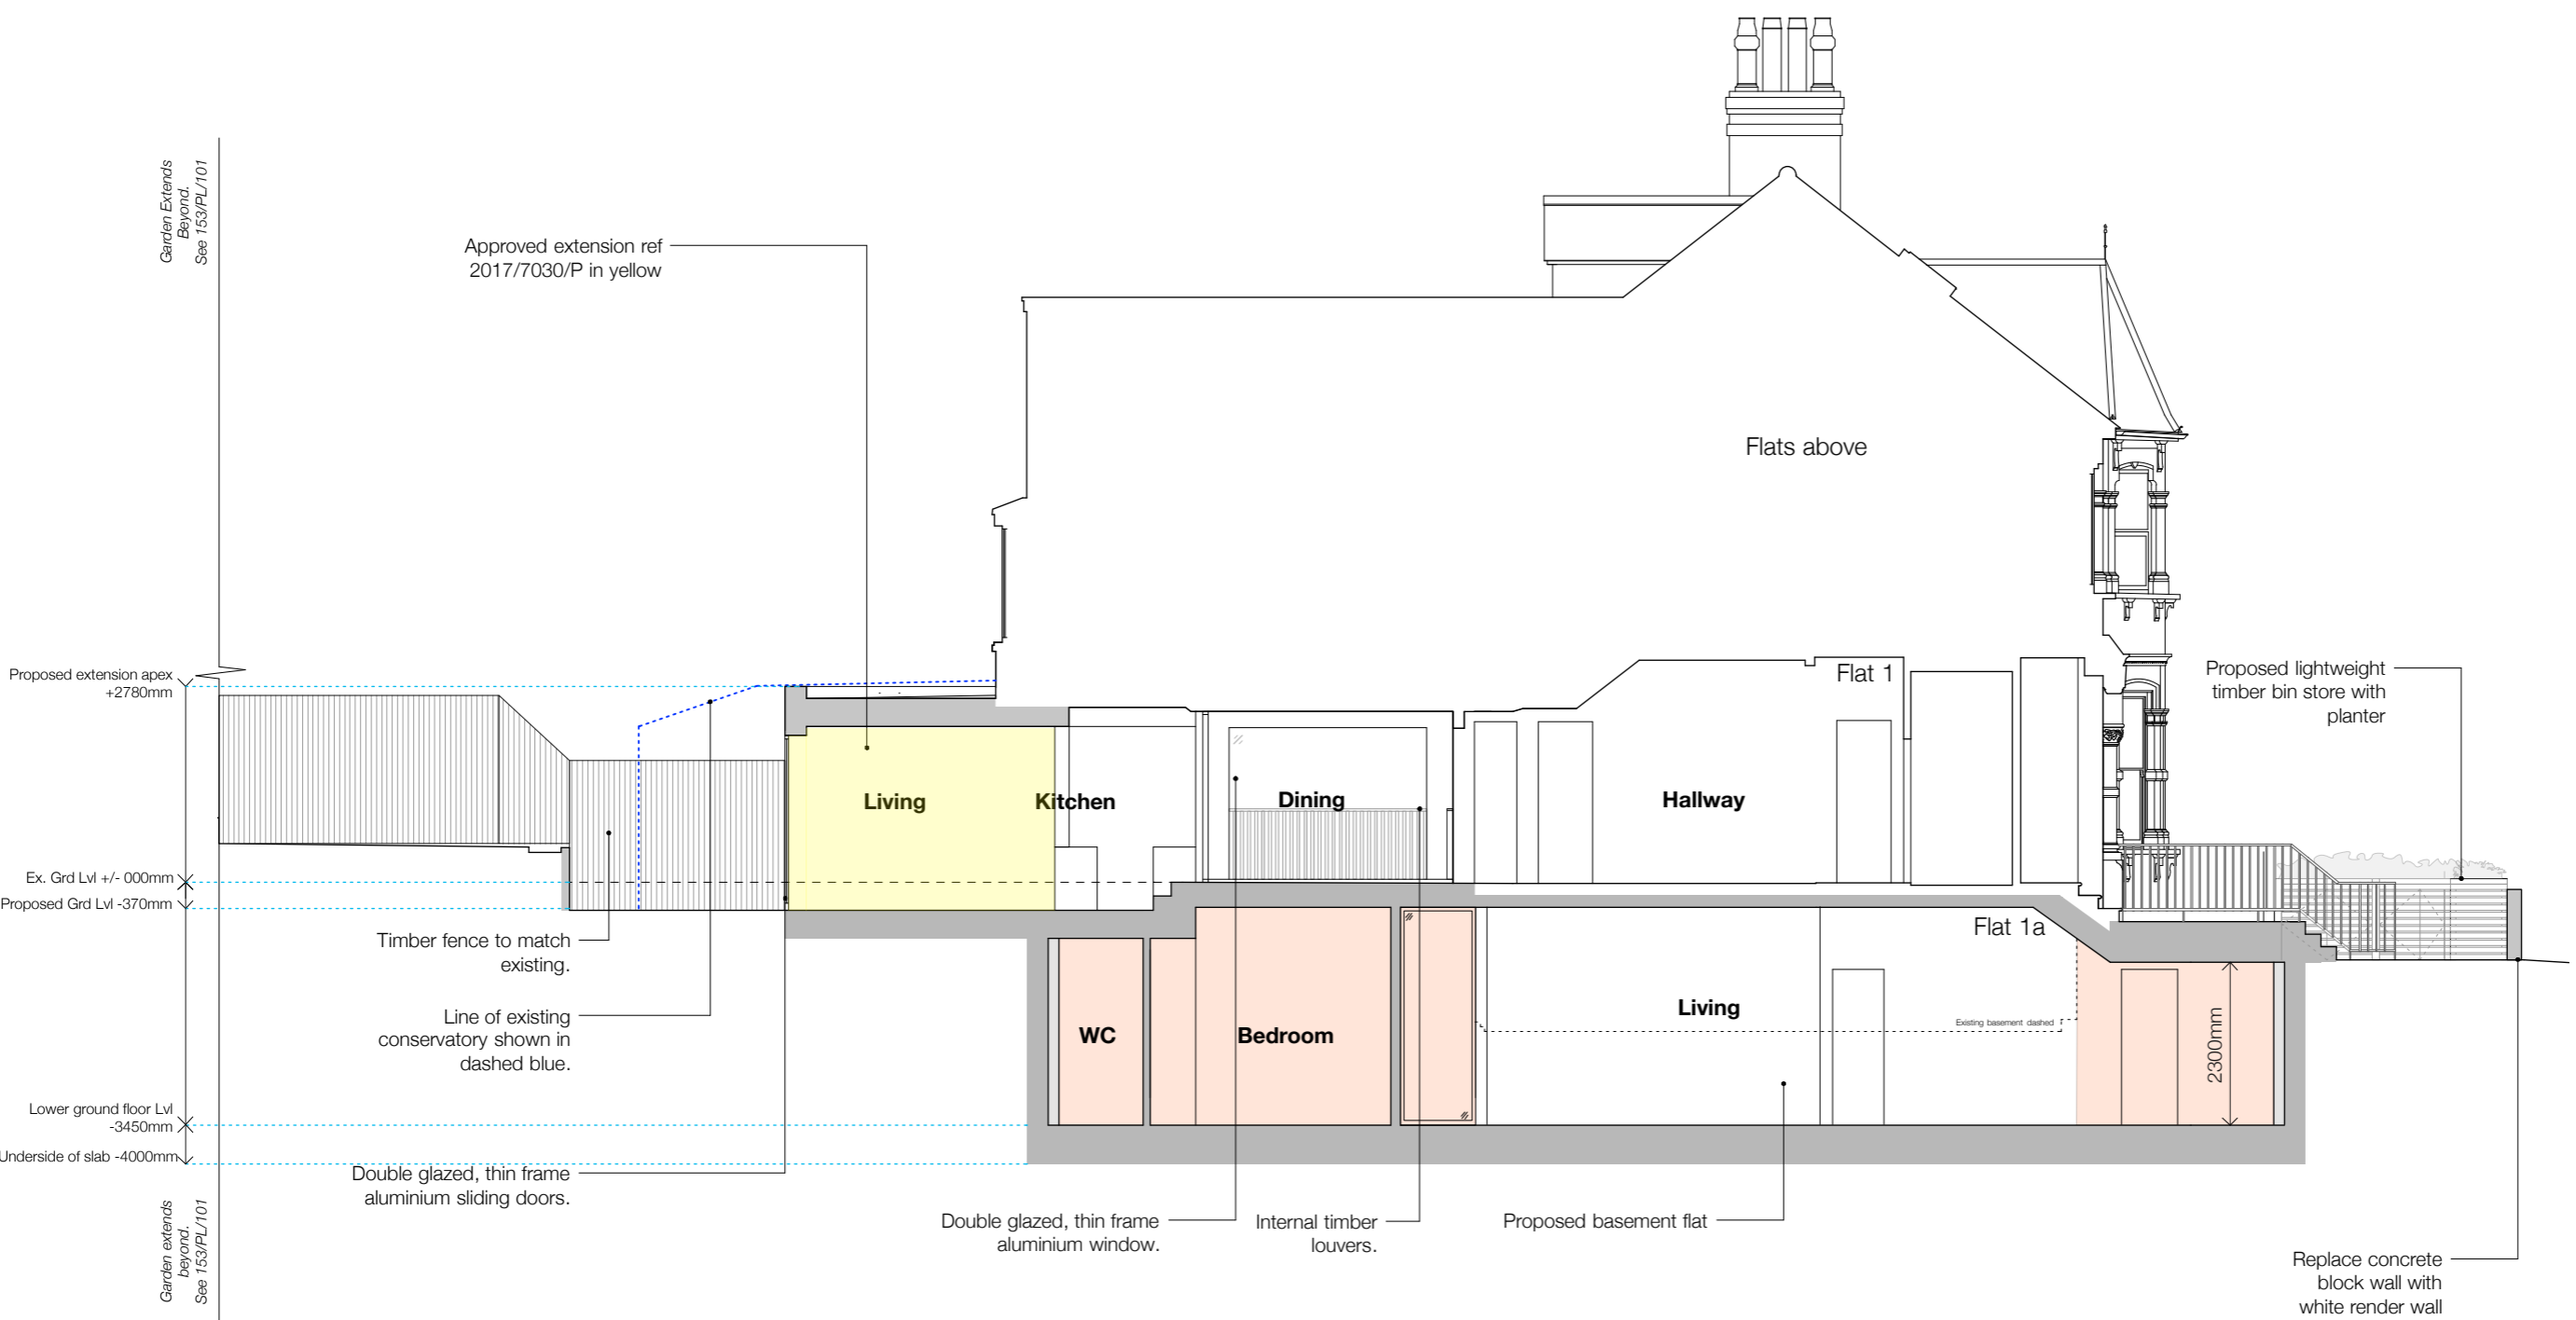 Garden Extends
Beyond.
See 153/PL/101
Approved extension ref
2017/7030/P in yellow
Flats above
Proposed extension apex
+2780mm
Flat 1
Proposed lightweight
timber bin store with
planter
Living
Kitchen
Dining
Hallway
Ex. Grd Lvl +/- 000mm
Proposed Grd Lvl -370mm
Flat 1a
Timber fence to match
existing.
Line of existing
conservatory shown in
dashed blue.
WC
Bedroom
Living
Existing basement dashed
2300mm
Lower ground floor Lvl
-3450mm
Underside of slab -4000mm
Double glazed, thin frame
aluminium sliding doors.
Double glazed, thin frame
aluminium window.
Internal timber
louvers.
Proposed basement flat
Garden extends
beyond.
See 153/PL/101
Replace concrete
block wall with
white render wall